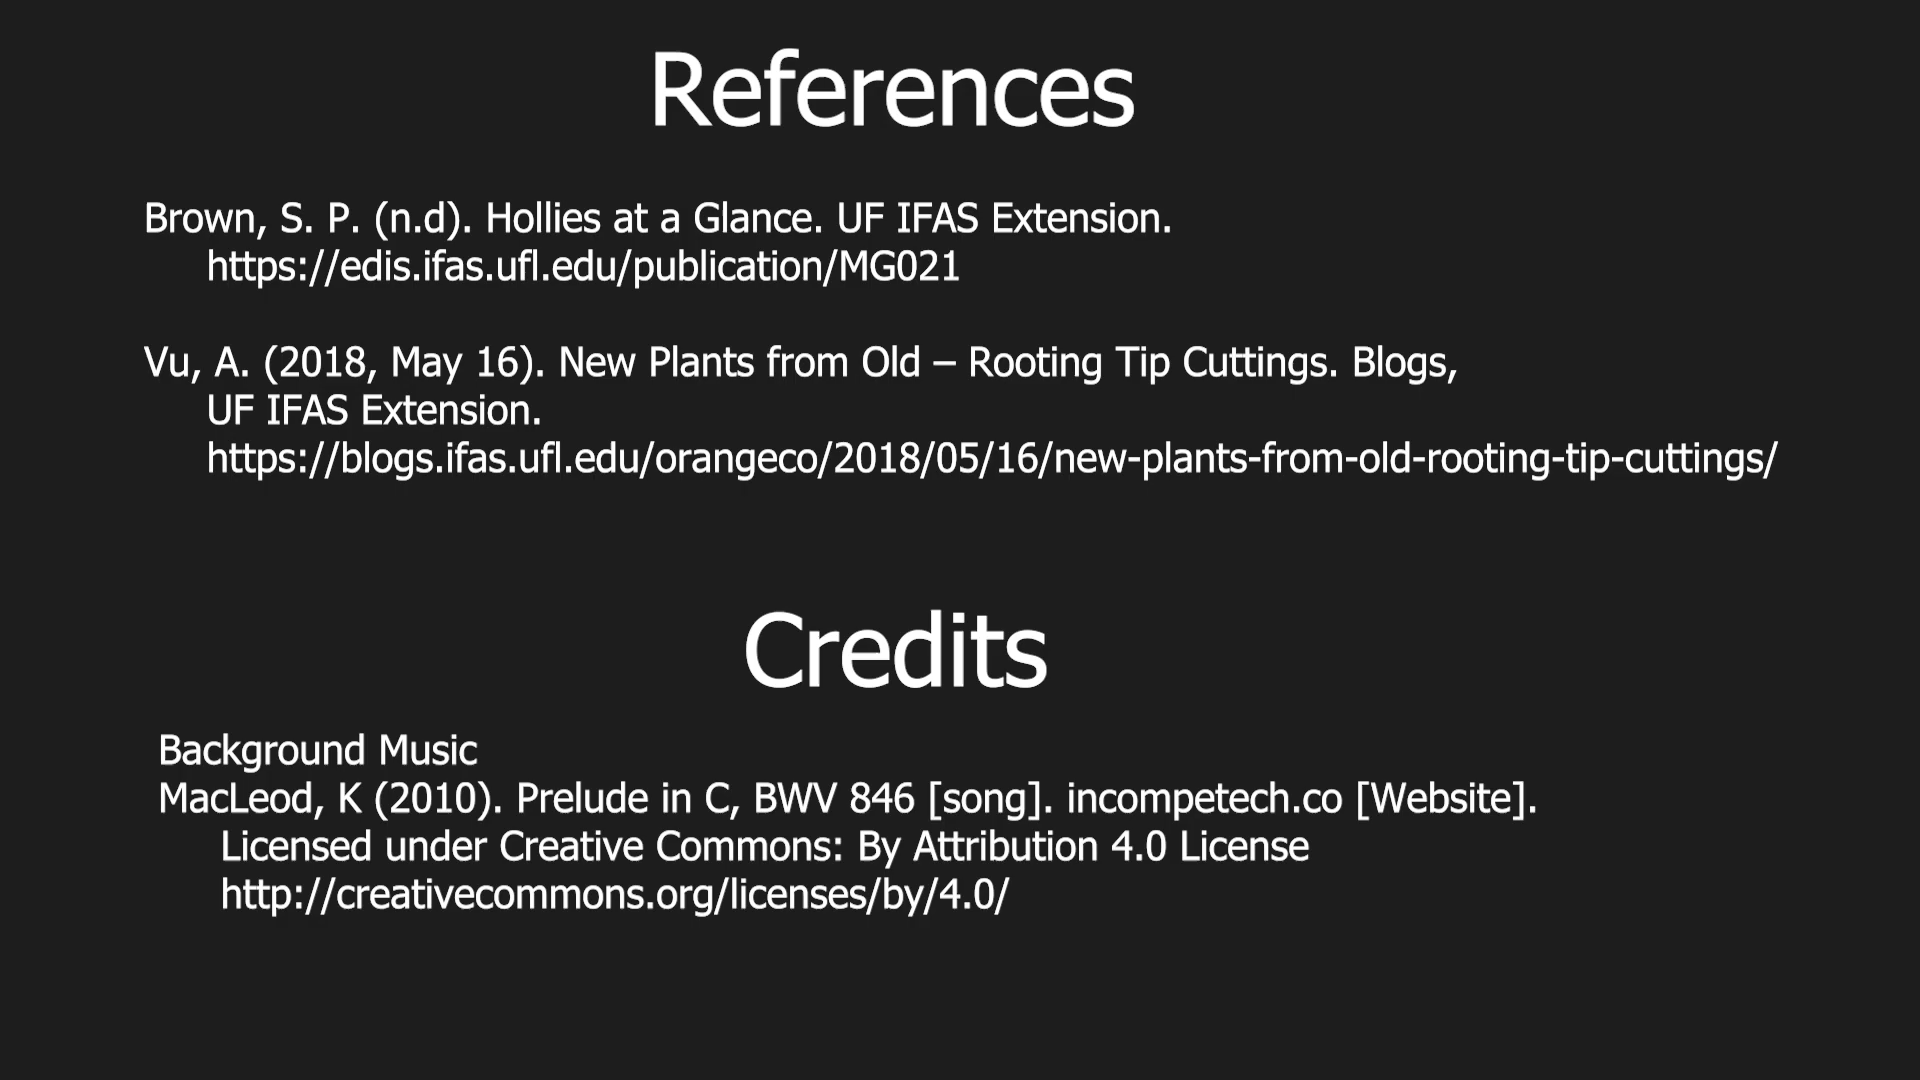 References
Brown, S. P. (n.d). Hollies at a Glance. UF IFAS Extension.
https://edis.ifas.ufl.edu/publication/MG021
Vu, A. (2018, May 16). New Plants from Old – Rooting Tip Cuttings. Blogs,
UF IFAS Extension.
https://blogs.ifas.ufl.edu/orangeco/2018/05/16/new-plants-from-old-rooting-tip-cuttings/
Credits
Background Music
MacLeod, K (2010). Prelude in C, BWV 846 [song]. incompetech.co [Website].
Licensed under Creative Commons: By Attribution 4.0 License
http://creativecommons.org/licenses/by/4.0/